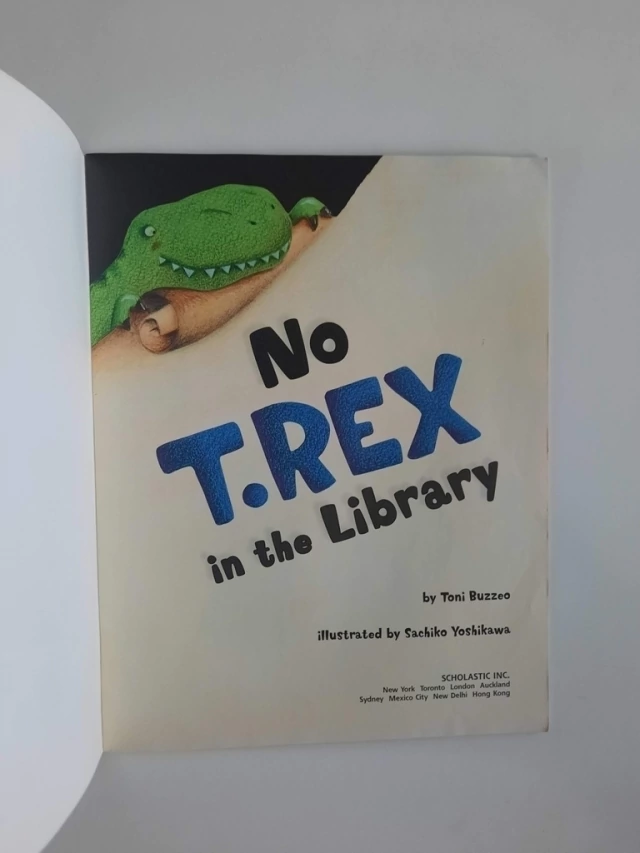 No
T.REX
in the Library
by Toni Buzzeo
illustrated by Sachiko Yoshikawa
SCHOLASTIC INC.
New York Toronto London Auckland
Sydney Mexico City New Delhi Hong Kong